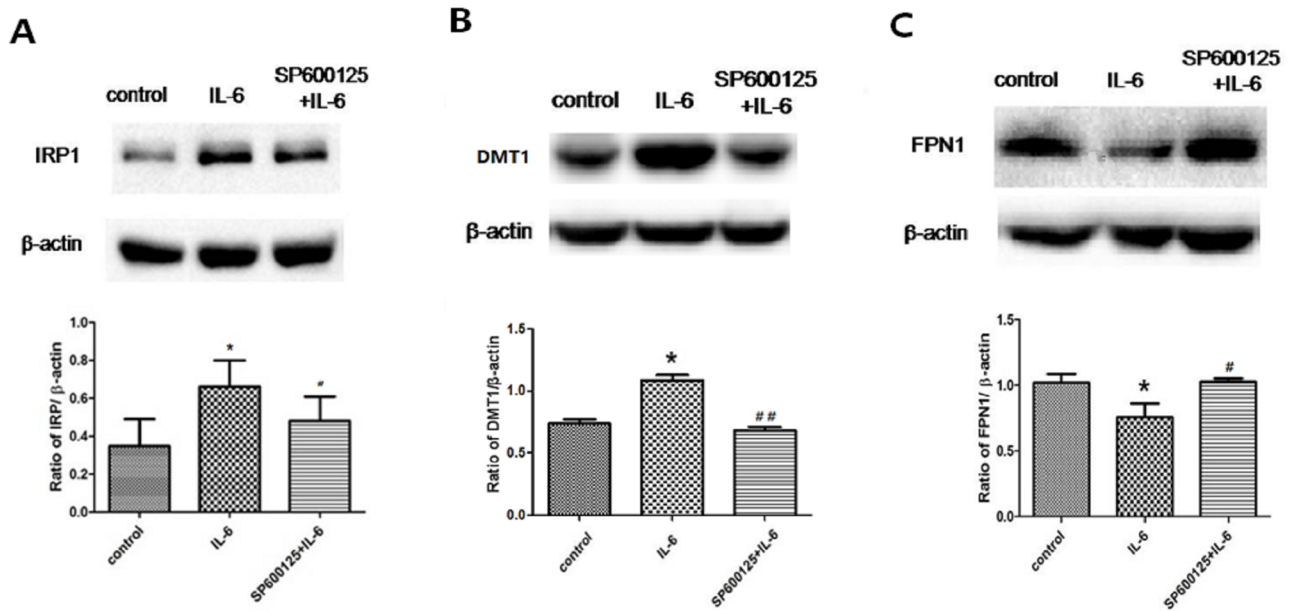 A
control
IL-6
SP600125
+IL-6
IRP1
β-actin
Ratio of IRP/ β-actin
1.0
0.8
0.6
0.4
0.2
0.0
*
#
control
IL-6
SP600125+IL-6
B
control
IL-6
SP600125
+IL-6
DMT1
β-actin
Ratio of DMT1/β-actin
1.5
1.0
0.5
0.0
*
##
control
IL-6
SP600125+IL-6
C
control
IL-6
SP600125
+IL-6
FPN1
β-actin
Ratio of FPN1/ β-actin
1.5
1.0
0.5
0.0
*
#
control
IL-6
SP600125+IL-6